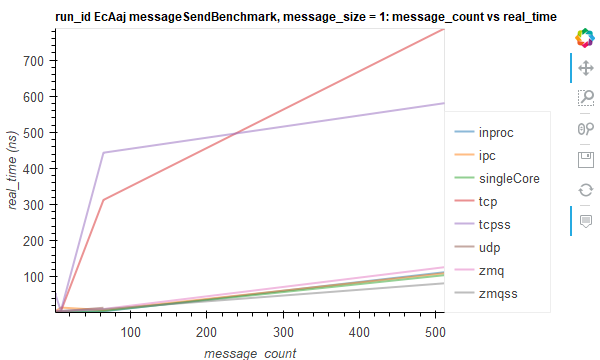 run_id EcAaj messageSendBenchmark, message_size = 1: message_count vs real_time
real_time (ns)
700
600
500
400
300
200
100
100
200
300
400
500
message_count
inproc
ipc
singleCore
tcp
tcpss
udp
zmq
zmqss